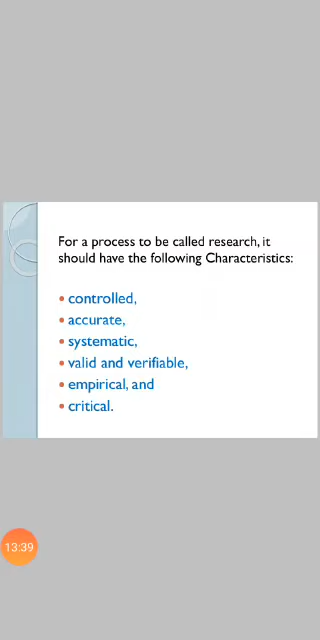 For a process to be called research, it
should have the following Characteristics:
• controlled,
• accurate,
• systematic,
• valid and verifiable,
• empirical, and
• critical.
13:39